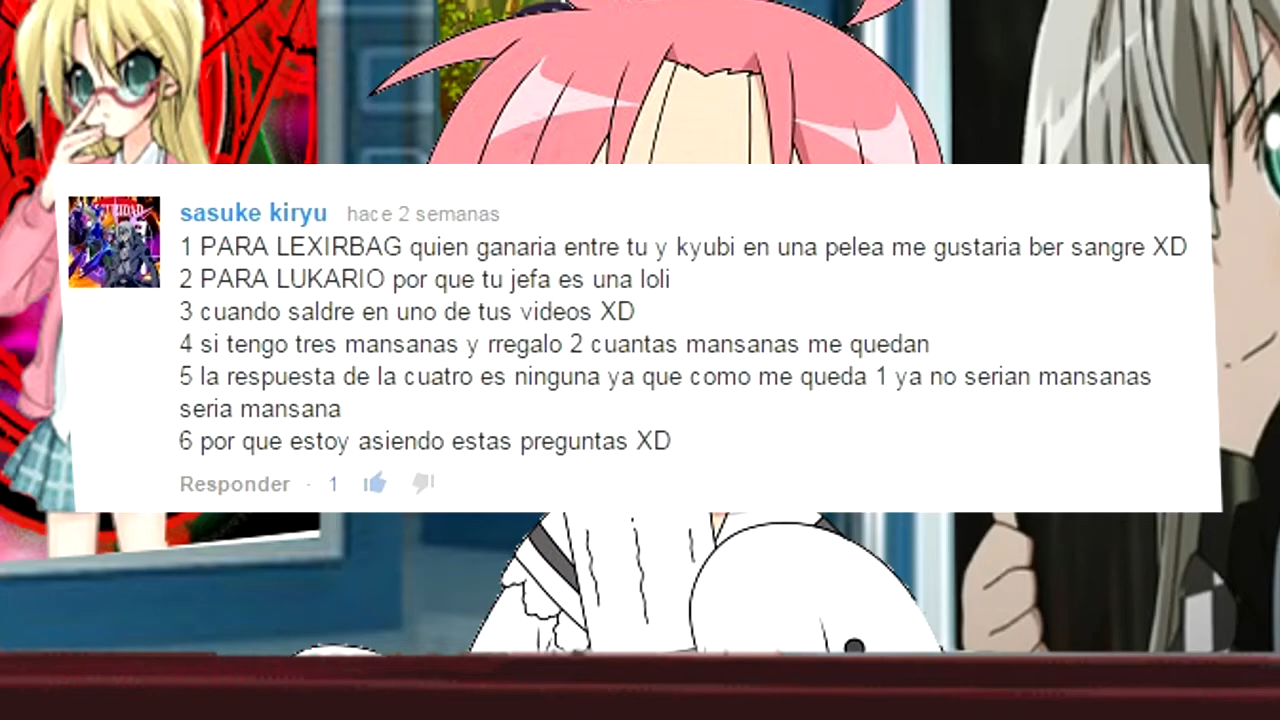 sasuke kiryu hace 2 semanas
1 PARA LEXIRBAG quien ganaria entre tu y kyubi en una pelea me gustaria ber sangre XD
2 PARA LUKARIO por que tu jefa es una loli
3 cuando saldre en uno de tus videos XD
4 si tengo tres mansanas y rregalo 2 cuantas mansanas me quedan
5 la respuesta de la cuatro es ninguna ya que como me queda 1 ya no serian mansanas
seria mansana
6 por que estoy asiendo estas preguntas XD
Responder · 1